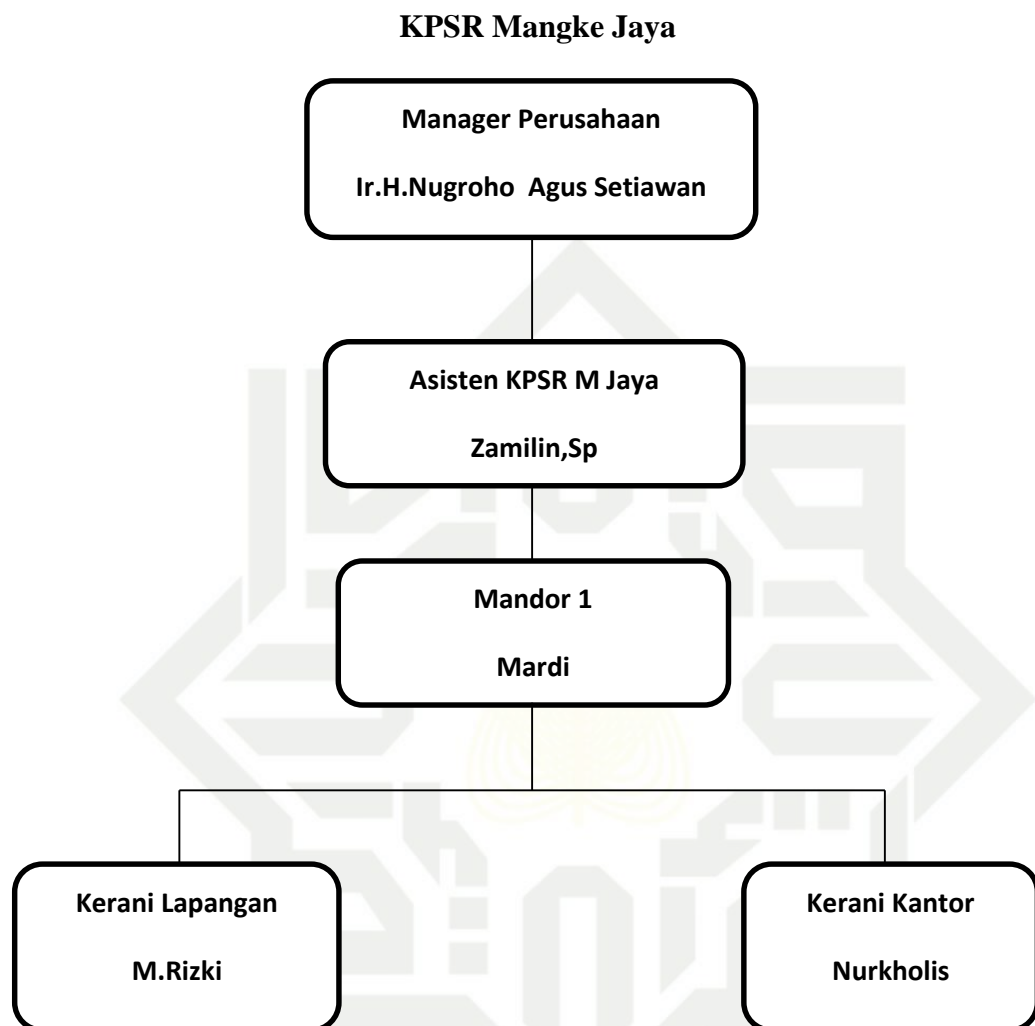 KPSR Mangke Jaya
Manager Perusahaan
Ir.H.Nugroho Agus Setiawan
Asisten KPSR M Jaya
Zamilin,Sp
Mandor 1
Mardi
Kerani Lapangan
M.Rizki
Kerani Kantor
Nurkholis